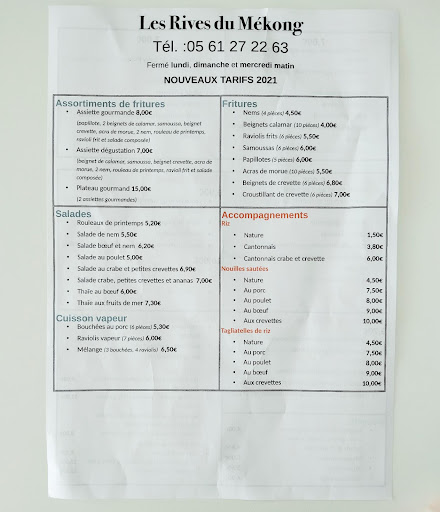 Les Rives du Mékong
Tél. :05 61 27 22 63
Fermé lundi, dimanche et mercredi matin
NOUVEAUX TARIFS 2021
Assortiments de fritures
• Assiette gourmande 8,00€
(papillote, 2 beignets de calamar, samoussa, beignet
crevette, acra de morue, 2 nem, rouleau de printemps,
ravioli frit et salade composée)
• Assiette dégustation 7,00€
(beignet de calamar, samoussa, beignet crevette, acra de
morue, 2 nem, rouleau de printemps, ravioli frit et salade
composée)
• Plateau gourmand 15,00€
(2 assiettes gourmandes)
Fritures
• Nems (4 pièces) 4,50€
• Beignets calamar (10 pièces) 4,00€
• Raviolis frits (6 pièces) 5,50€
• Samoussas (6 pièces) 6,00€
• Papillotes (5 pièces) 6,00€
• Acras de morue (10 pièces) 5,50€
• Beignets de crevette (6 pièces) 6,80€
• Croustillant de crevette (6 pièces) 7,00€
Salades
• Rouleaux de printemps 5,20€
• Salade de nem 5,50€
• Salade bœuf et nem 6,20€
• Salade au poulet 5,00€
• Salade au crabe et petites crevettes 6,90€
• Salade crabe, petites crevettes et ananas 7,00€
• Thaïe au bœuf 6,00€
• Thaïe aux fruits de mer 7,30€
Cuisson vapeur
• Bouchées au porc (6 pièces) 5,30€
• Raviolis vapeur (7 pièces) 6,00€
• Mélange (3 bouchées, 4 raviolis) 6,50€
Accompagnements
Riz
• Nature 1,50€
• Cantonnais 3,80€
• Cantonnais crabe et crevette 6,00€
Nouilles sautées
• Nature 4,50€
• Au porc 7,50€
• Au poulet 8,00€
• Au bœuf 9,00€
• Aux crevettes 10,00€
Tagliatelles de riz
• Nature 4,50€
• Au porc 7,50€
• Au poulet 8,00€
• Au bœuf 9,00€
• Aux crevettes 10,00€